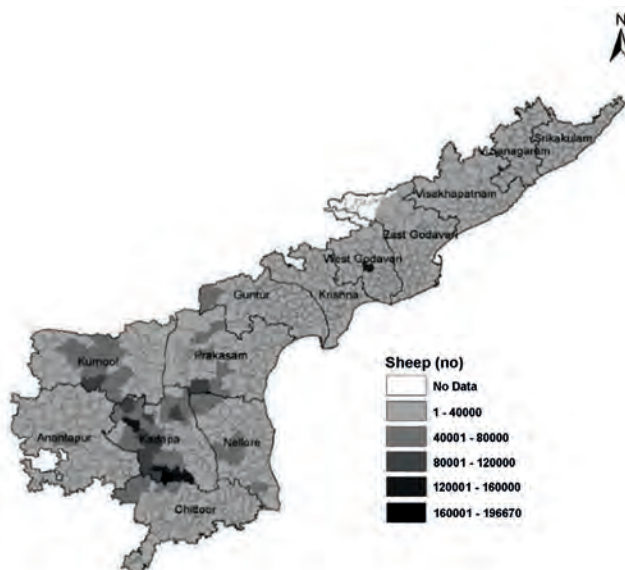 N
Srikakulam
Vizianagaram
Visakhapatnam
East Godavari
West Godavari
Krishna
Guntur
Prakasam
Kurnool
Anantapur
Kadapa
Nellore
Chittoor
Sheep (no)
No Data
1 - 40000
40001 - 80000
80001 - 120000
120001 - 160000
160001 - 196670